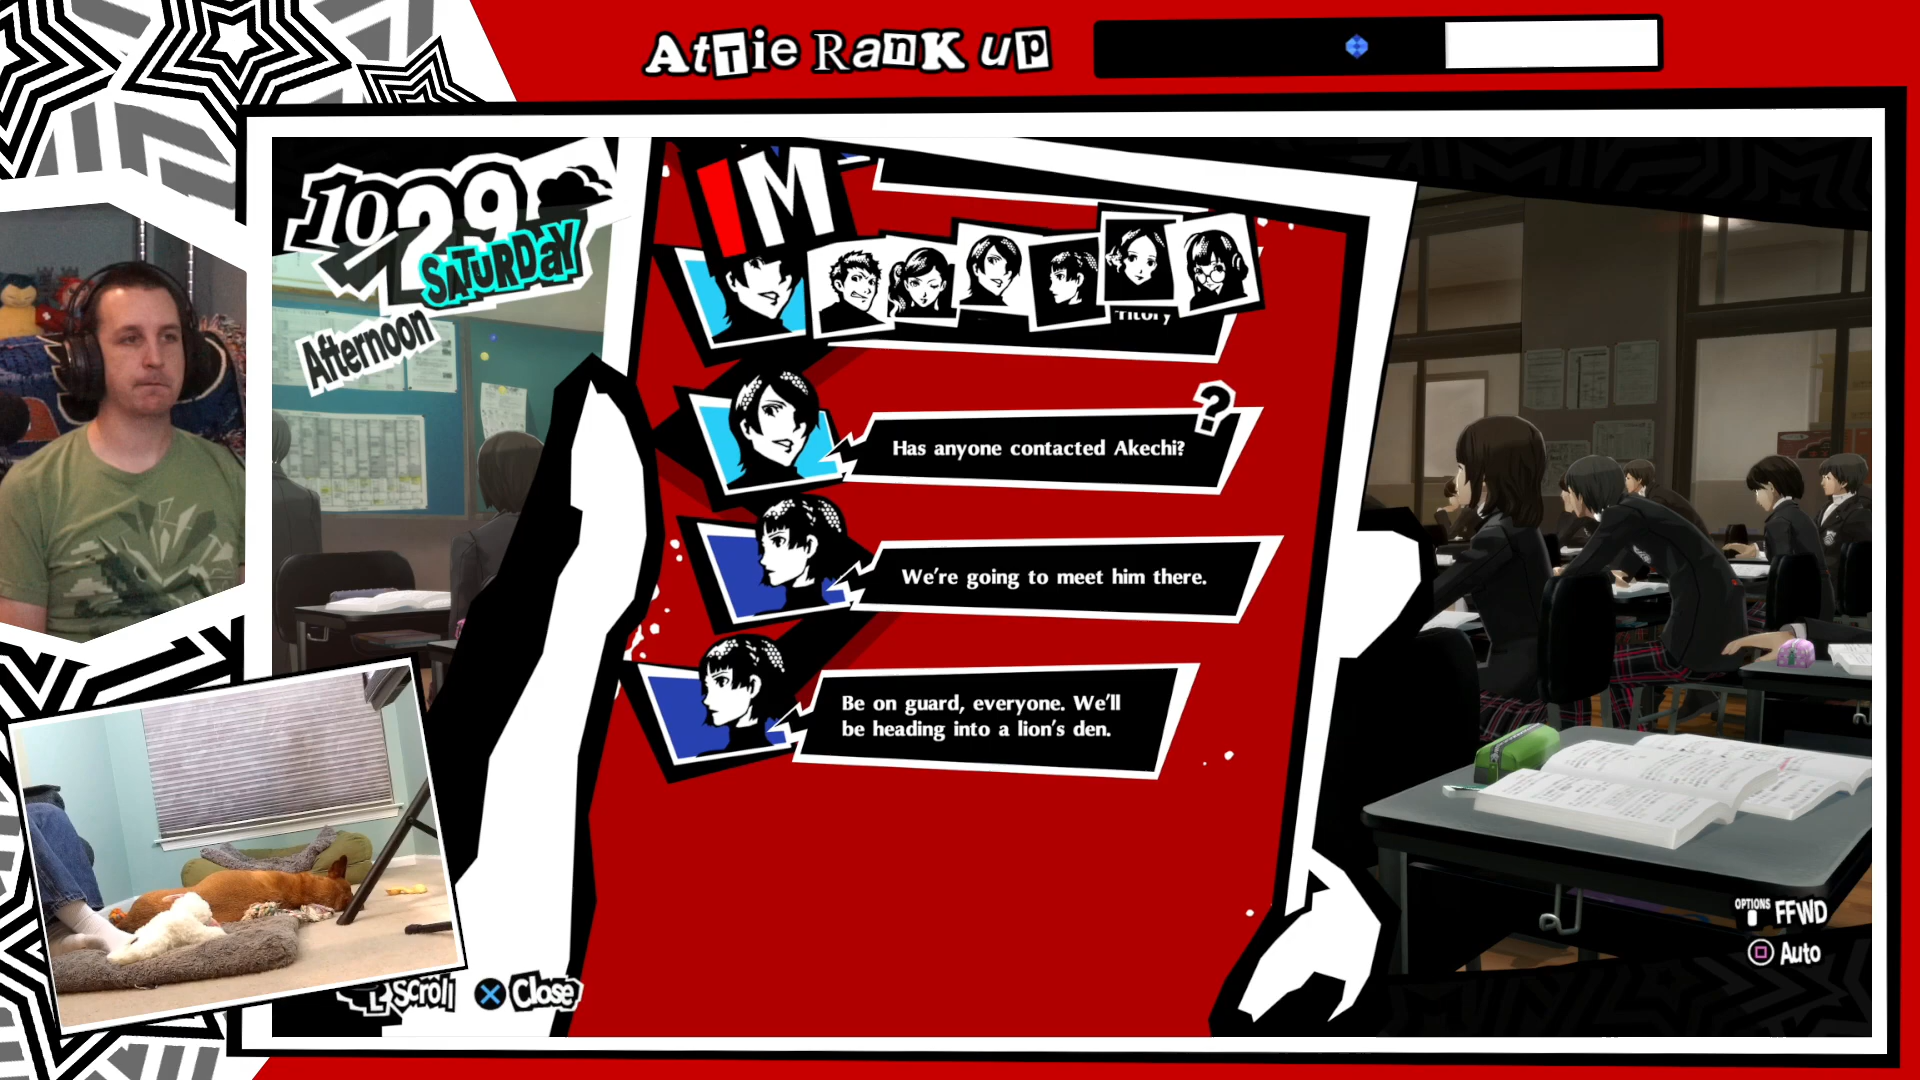 Attie Rank Up
10 29
SATURDAY
Afternoon
IM
Has anyone contacted Akechi?
?
We're going to meet him there.
Be on guard, everyone. We'll
be heading into a lion's den.
OPTIONS FFWD
Auto
L Scroll Close